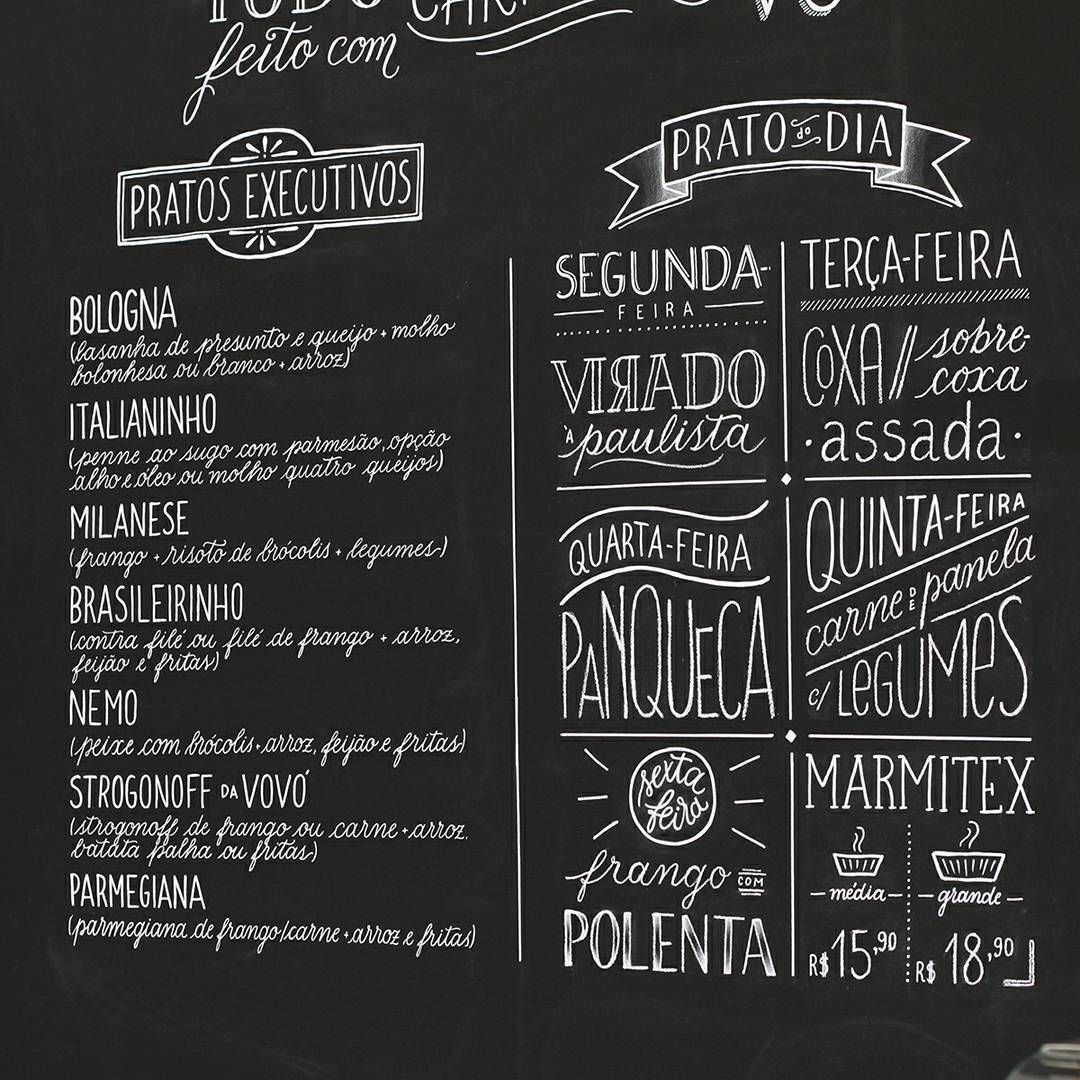 TUDO
feito com
PRATOS EXECUTIVOS
BOLOGNA
(lasanha de presunto e queijo + molho
bolonhesa ou branco + arroz)
ITALIANINHO
(penne ao sugo com parmesão, opção
alho e óleo ou molho quatro queijos)
MILANESE
(frango + risoto de brócolis + legumes)
BRASILEIRINHO
(contra filé ou filé de frango + arroz,
feijão e fritas)
NEMO
(peixe com brócolis + arroz, feijão e fritas)
STROGONOFF DA VOVÓ
(strogonoff de frango ou carne + arroz,
batata palha ou fritas)
PARMEGIANA
(parmegiana de frango/carne + arroz e fritas)
PRATO do DIA
SEGUNDA-
FEIRA
VIRADO
À paulista
TERÇA-FEIRA
COXA // sobre-
coxa
assada
QUARTA-FEIRA
PANQUECA
QUINTA-FEIRA
carne DE panela
c/ LEGUMES
sexta
feira
frango COM
POLENTA
MARMITEX
média
grande
R$ 15,90
R$ 18,90